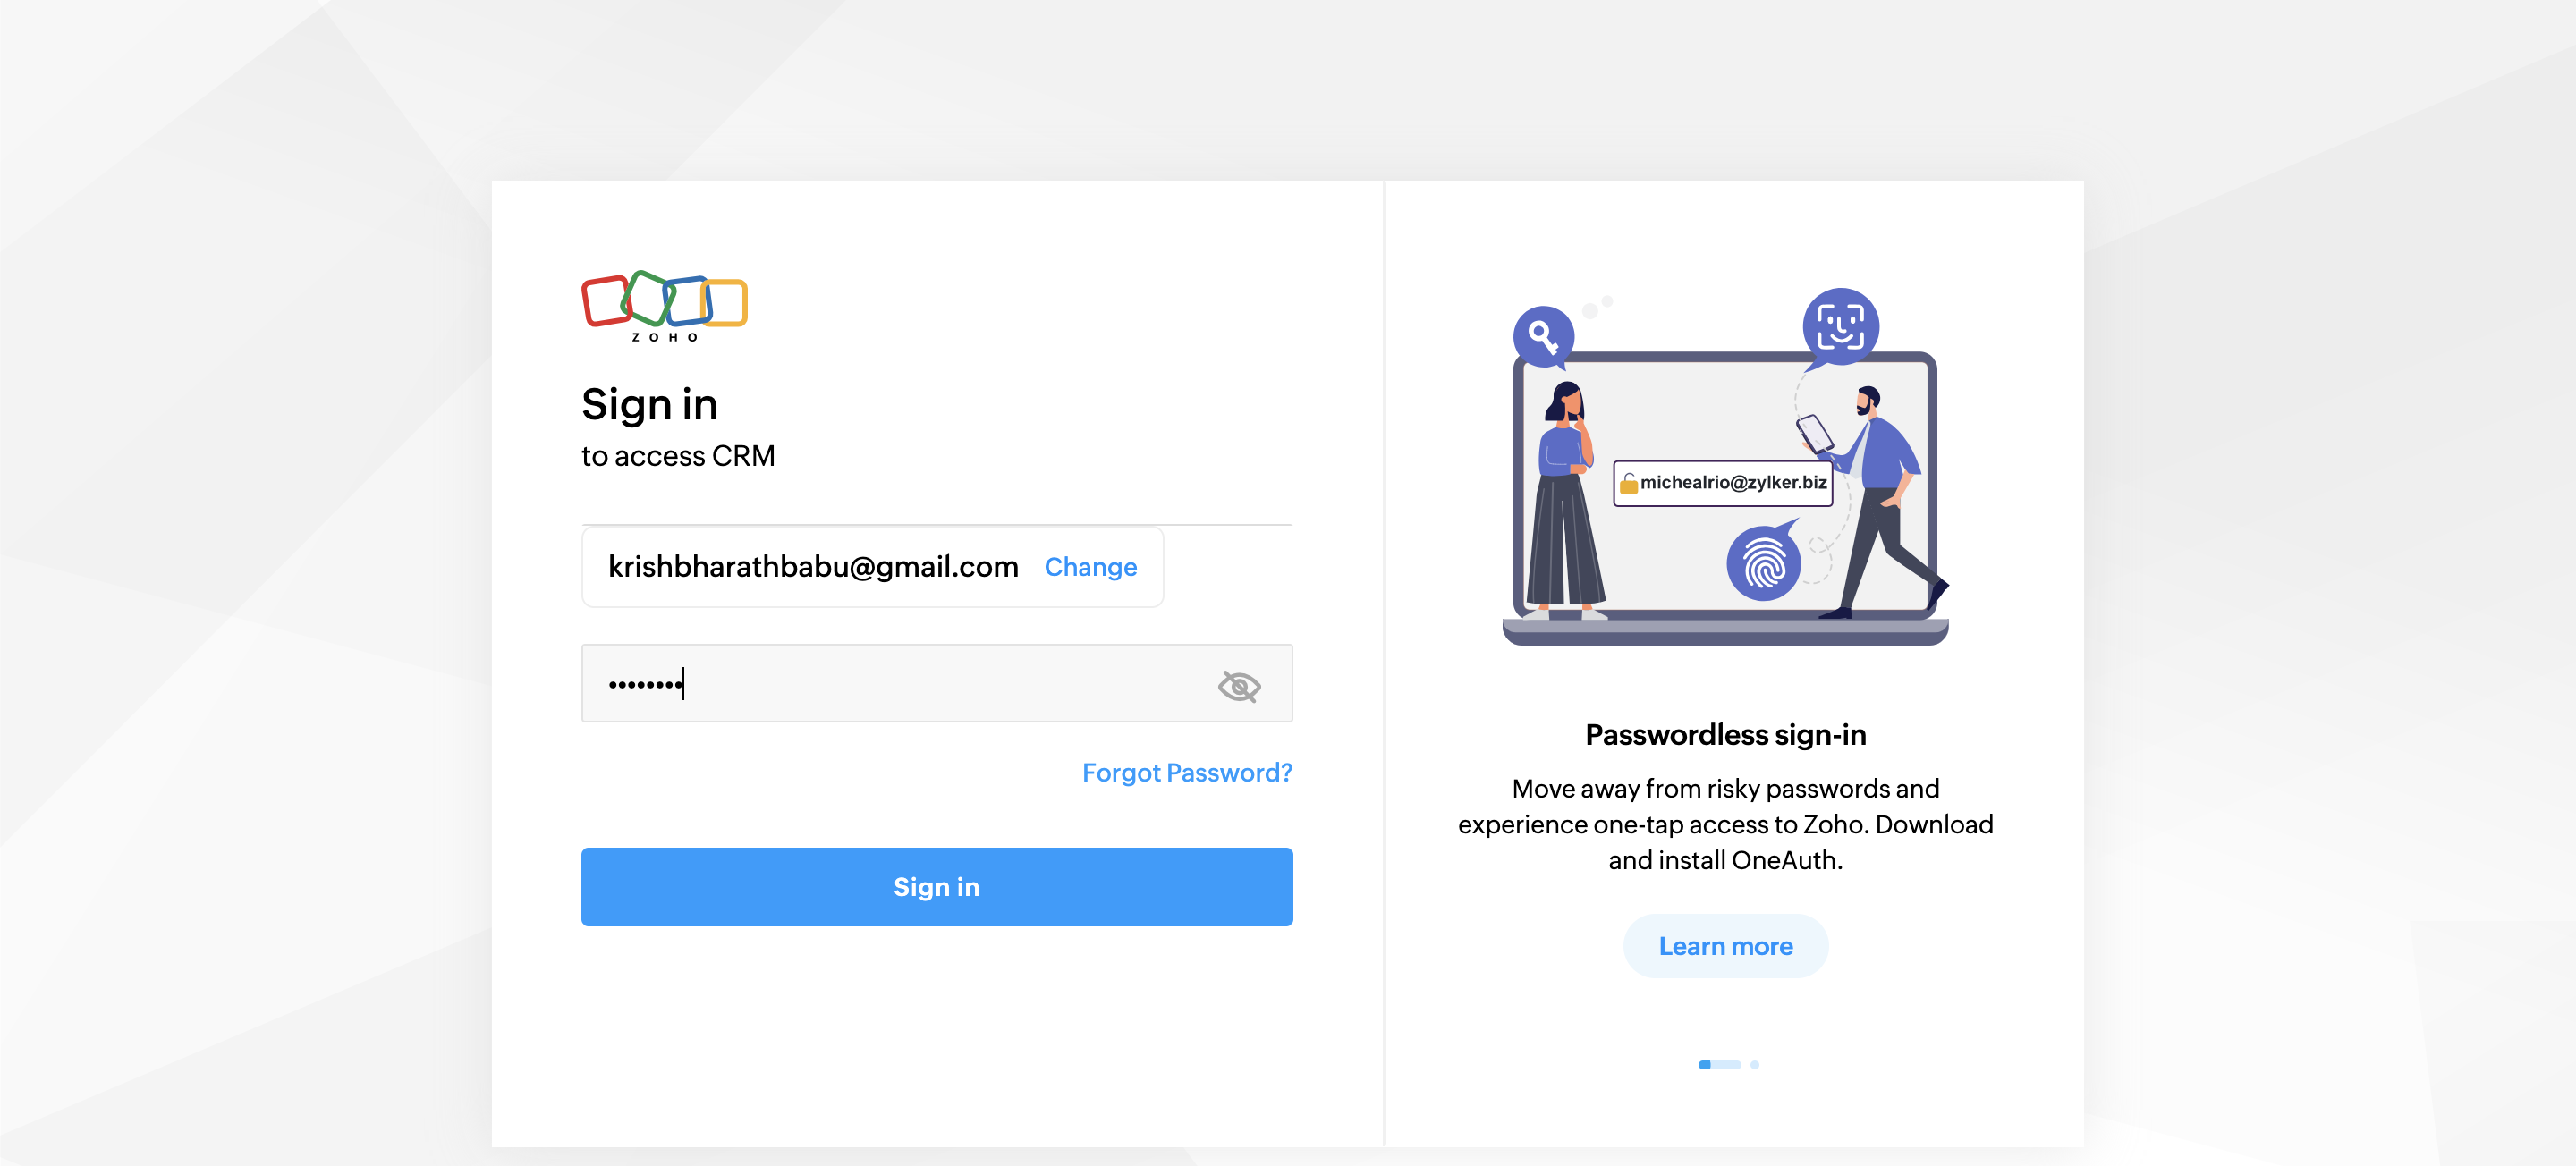 ZOHO
Sign in
to access CRM
krishbharathbabu@gmail.com Change
••••••••
Forgot Password?
Sign in
michealrio@zylker.biz
Passwordless sign-in
Move away from risky passwords and
experience one-tap access to Zoho. Download
and install OneAuth.
Learn more